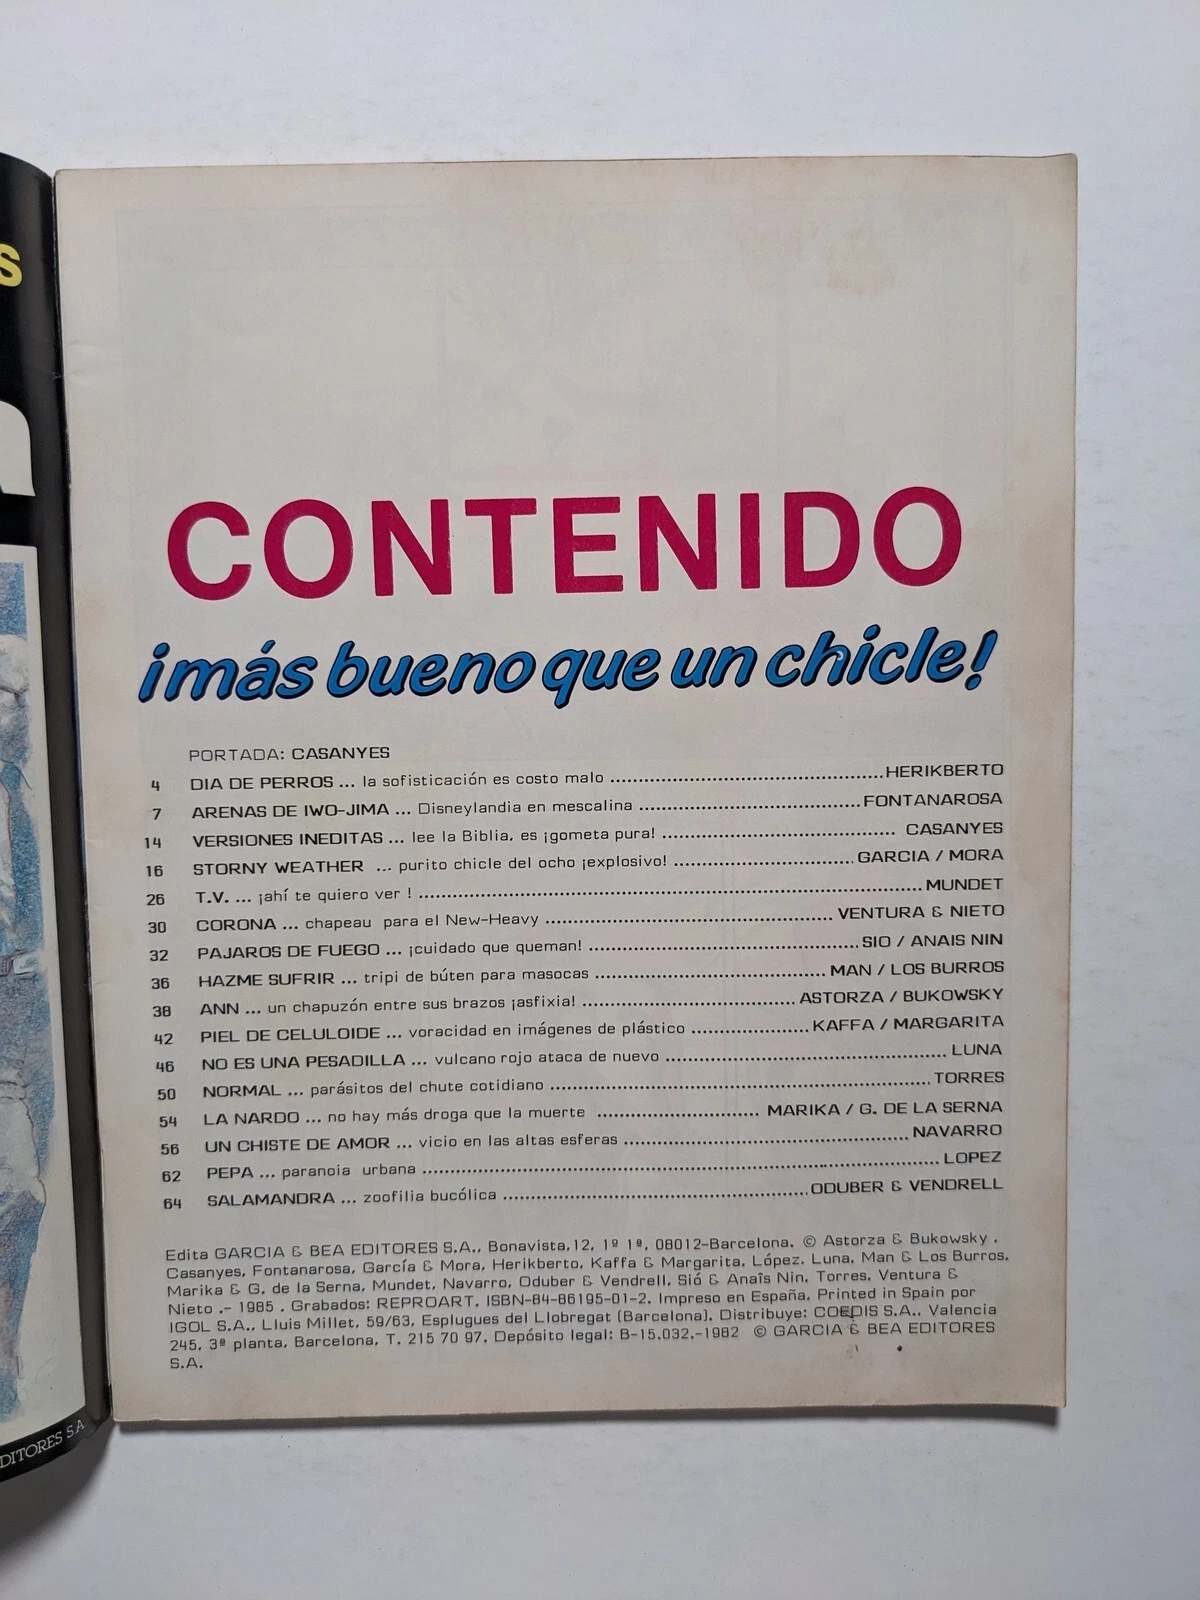 S
CONTENIDO
¡más bueno que un chicle!
PORTADA: CASANYES
4 DIA DE PERROS ... la sofisticación es costo malo ........ HERIKBERTO
7 ARENAS DE IWO-JIMA ... Disneylandia en mescalina ........ FONTANAROSA
14 VERSIONES INEDITAS ... lee la Biblia, es ¡gometa pura! ........ CASANYES
16 STORNY WEATHER ... purito chicle del ocho ¡explosivo! ........ GARCIA / MORA
26 T.V. ... ¡ahí te quiero ver ! ........ MUNDET
30 CORONA ... chapeau para el New-Heavy ........ VENTURA & NIETO
32 PAJAROS DE FUEGO ... ¡cuidado que queman! ........ SIO / ANAIS NIN
36 HAZME SUFRIR ... tripi de búten para masocas ........ MAN / LOS BURROS
38 ANN ... un chapuzón entre sus brazos ¡asfixia! ........ ASTORZA / BUKOWSKY
42 PIEL DE CELULOIDE ... voracidad en imágenes de plástico ........ KAFFA / MARGARITA
46 NO ES UNA PESADILLA ... vulcano rojo ataca de nuevo ........ LUNA
50 NORMAL ... parásitos del chute cotidiano ........ TORRES
54 LA NARDO ... no hay más droga que la muerte ........ MARIKA / G. DE LA SERNA
56 UN CHISTE DE AMOR ... vicio en las altas esferas ........ NAVARRO
62 PEPA ... paranoia urbana ........ LOPEZ
64 SALAMANDRA ... zoofilia bucólica ........ ODUBER & VENDRELL
Edita GARCIA & BEA EDITORES S.A., Bonavista,12, 1º 1ª, 08012-Barcelona. © Astorza & Bukowsky .
Casanyes, Fontanarosa, García & Mora, Herikberto, Kaffa & Margarita, López, Luna, Man & Los Burros,
Marika & G. de la Serna, Mundet, Navarro, Oduber & Vendrell, Sió & Anaîs Nin, Torres, Ventura &
Nieto .- 1985 . Grabados: REPROART. ISBN-84-86195-01-2. Impreso en España, Printed in Spain por
IGOL S.A., Lluis Millet, 59/63, Esplugues del Llobregat (Barcelona). Distribuye: COEDIS S.A., Valencia
245, 3ª planta, Barcelona, T. 215 70 97, Depósito legal: B-15.032.-1982 © GARCIA & BEA EDITORES
S.A.
DITORES S.A.